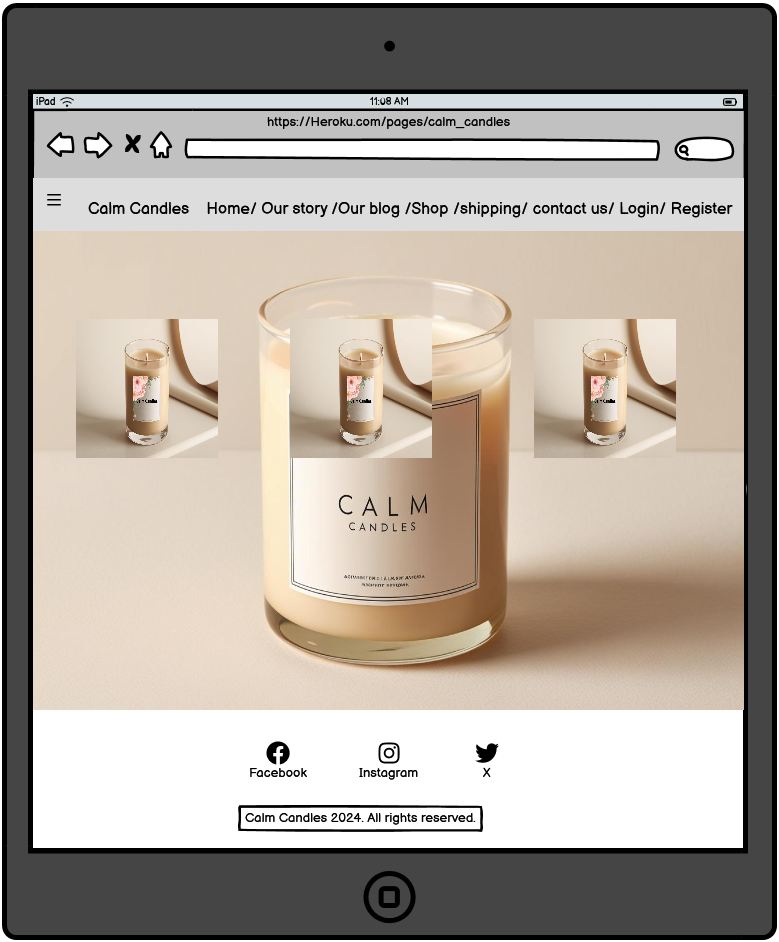 iPad
11:08 AM
https://Heroku.com/pages/calm_candles
Calm Candles Home/ Our story /Our blog /Shop /shipping/ contact us/ Login/ Register
CALM
CANDLES
Facebook
Instagram
X
Calm Candles 2024. All rights reserved.